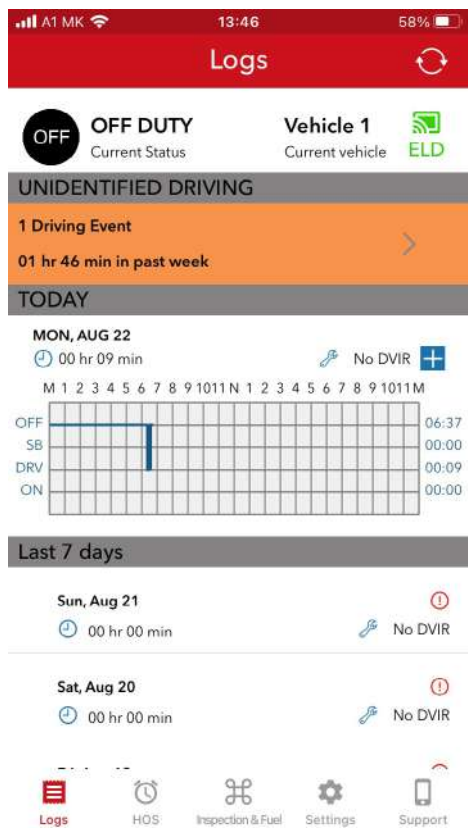 A1 MK 13:46 58%
Logs
OFF OFF DUTY Vehicle 1
Current Status Current vehicle ELD
UNIDENTIFIED DRIVING
1 Driving Event
01 hr 46 min in past week
TODAY
MON, AUG 22
00 hr 09 min No DVIR
M 1 2 3 4 5 6 7 8 9 10 11 N 1 2 3 4 5 6 7 8 9 10 11 M
OFF 06:37
SB 00:00
DRV 00:09
ON 00:00
Last 7 days
Sun, Aug 21
00 hr 00 min No DVIR
Sat, Aug 20
00 hr 00 min No DVIR
Logs HOS Inspection & Fuel Settings Support